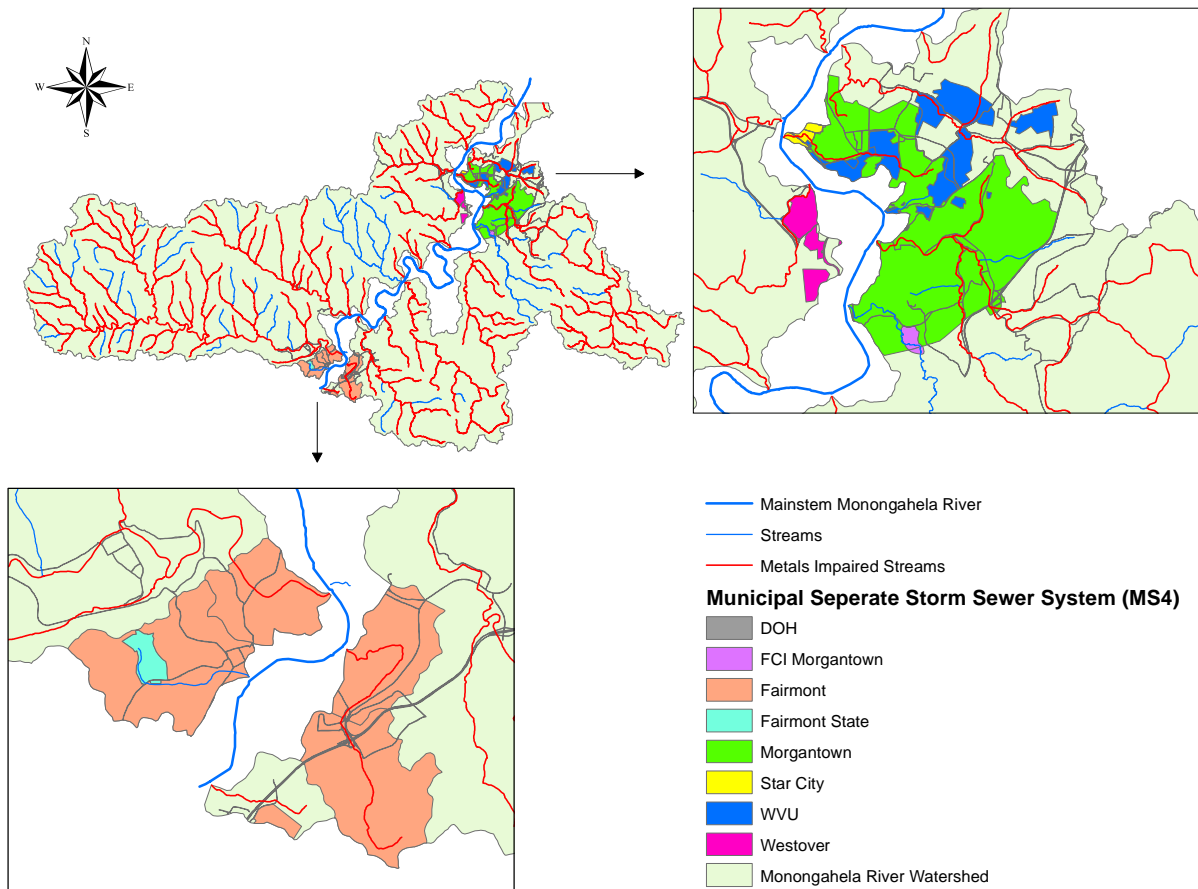 N
W E
S
Mainstem Monongahela River
Streams
Metals Impaired Streams
Municipal Seperate Storm Sewer System (MS4)
DOH
FCI Morgantown
Fairmont
Fairmont State
Morgantown
Star City
WVU
Westover
Monongahela River Watershed